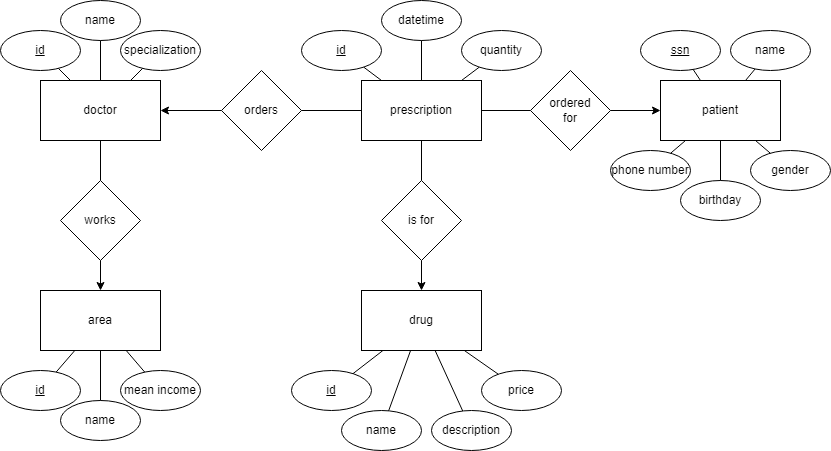 name
datetime
id
specialization
id
quantity
ssn
name
doctor
orders
prescription
ordered
for
patient
phone number
gender
birthday
works
is for
area
drug
id
mean income
id
price
name
name
description